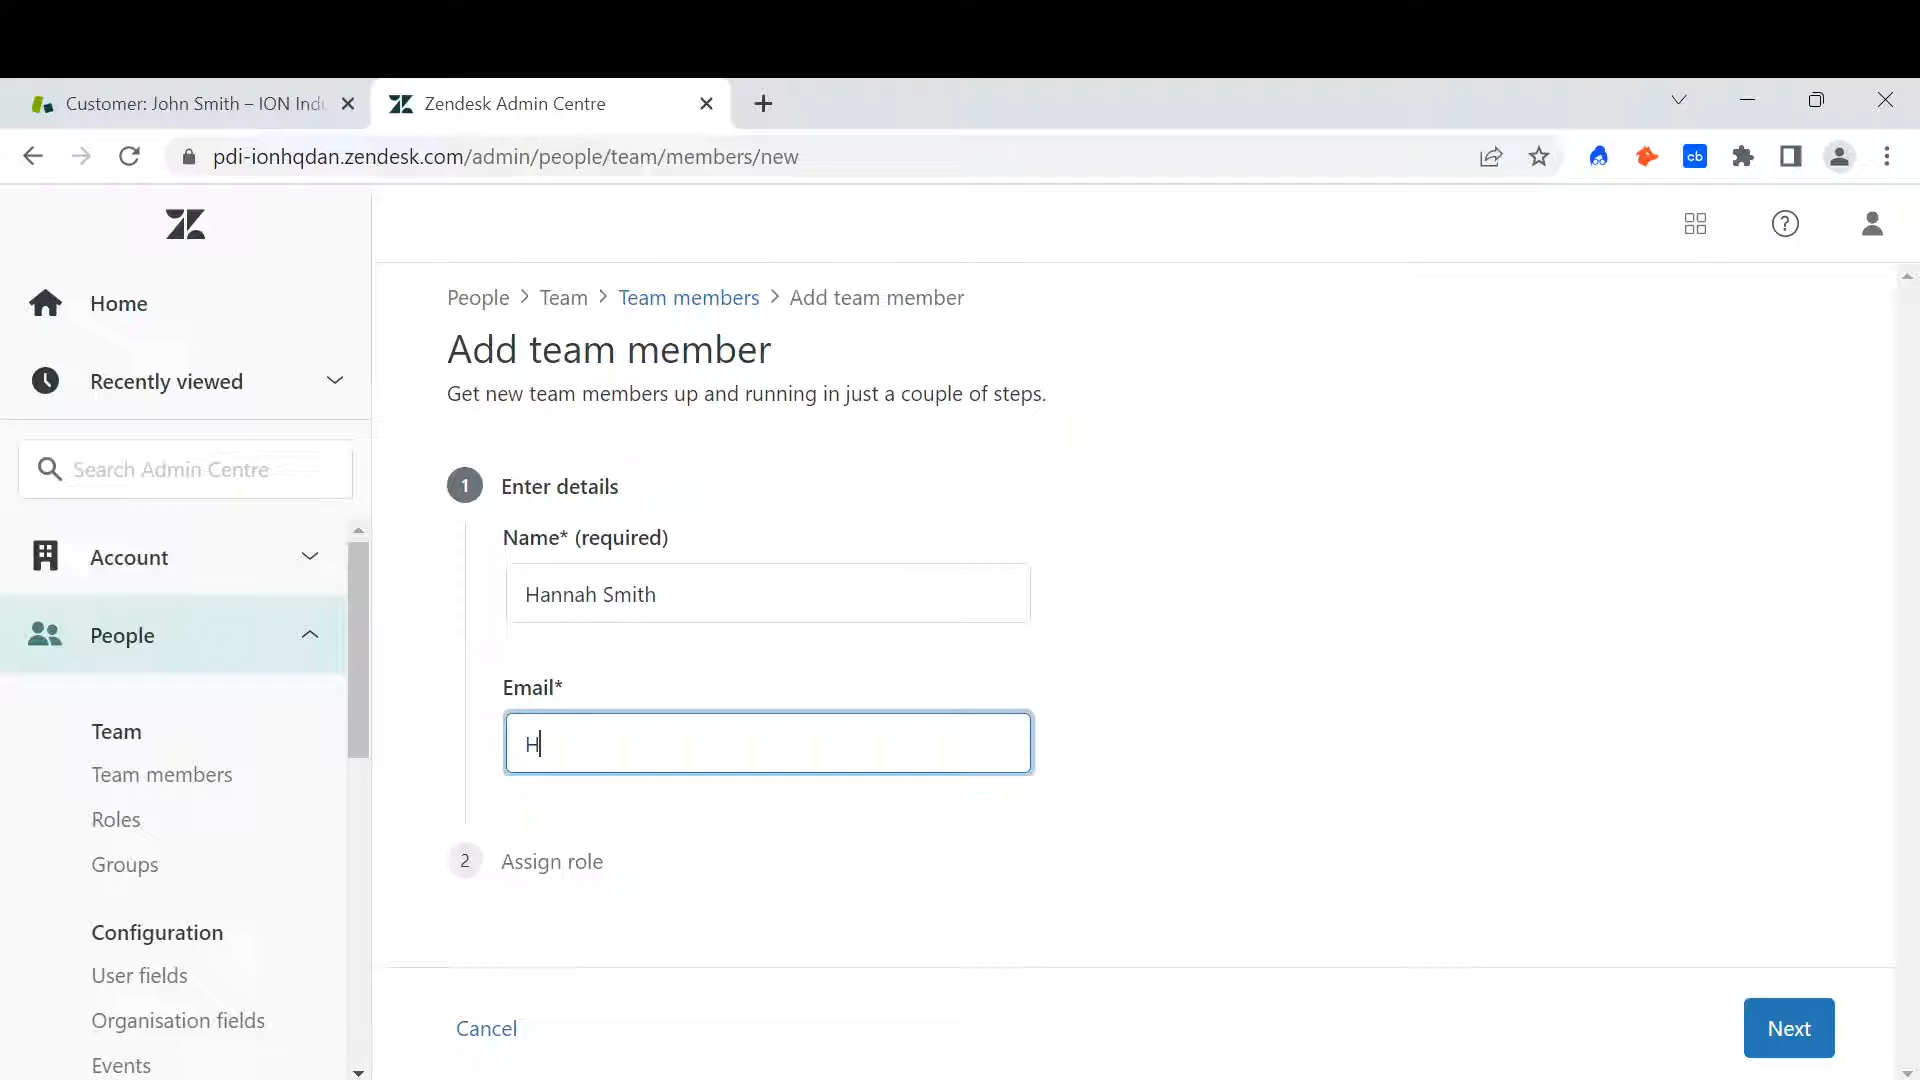 Customer: John Smith – ION Indu
Zendesk Admin Centre
pdi-ionhqdan.zendesk.com/admin/people/team/members/new
cb
Home
Recently viewed
Search Admin Centre
Account
People
Team
Team members
Roles
Groups
Configuration
User fields
Organisation fields
Events
People > Team > Team members > Add team member
Add team member
Get new team members up and running in just a couple of steps.
1 Enter details
Name* (required)
Hannah Smith
Email*
H
2 Assign role
Cancel
Next